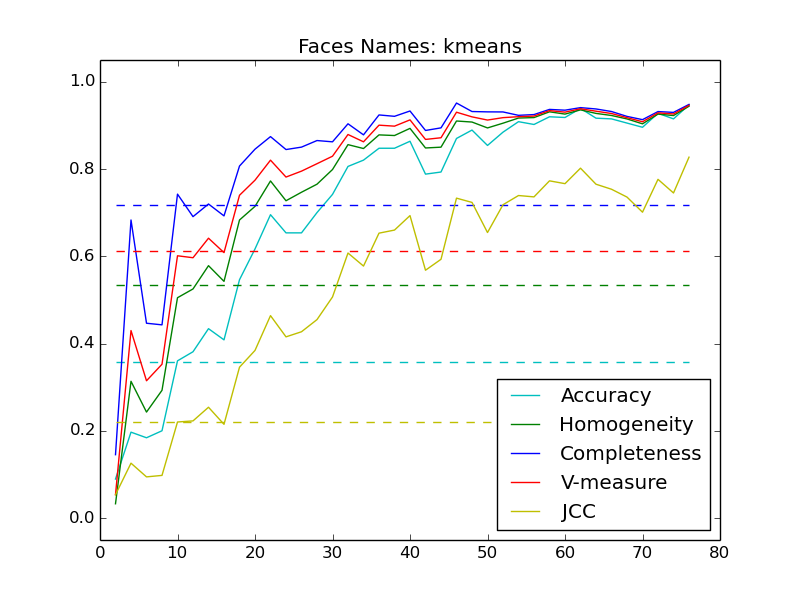 Faces Names: kmeans
1.0
0.8
0.6
0.4
0.2
0.0
0 10 20 30 40 50 60 70 80
Accuracy
Homogeneity
Completeness
V-measure
JCC